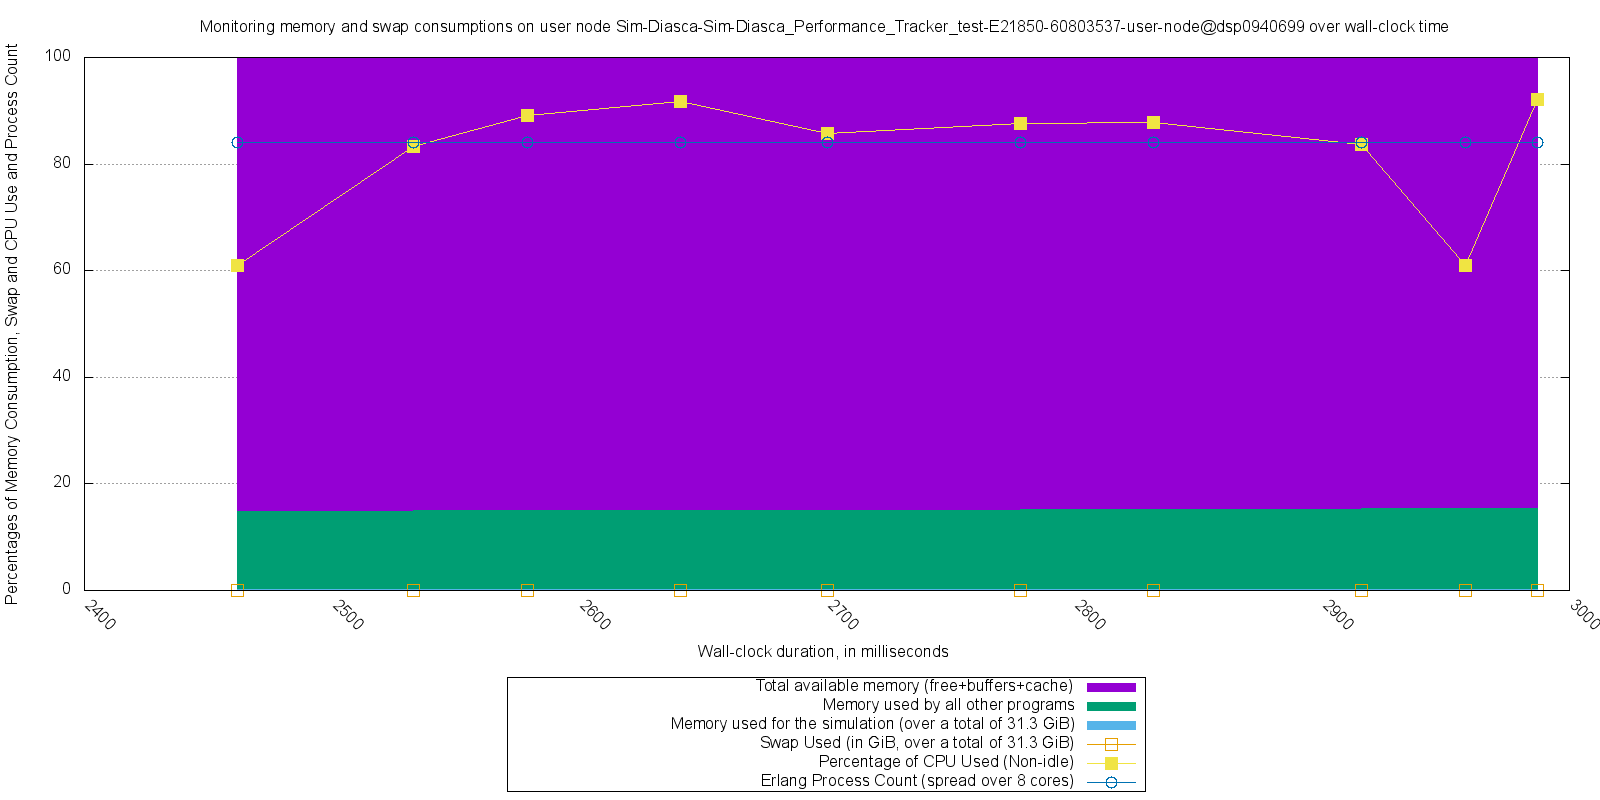 Monitoring memory and swap consumptions on user node Sim-Diasca-Sim-Diasca_Performance_Tracker_test-E21850-60803537-user-node@dsp0940699 over wall-clock time
Percentages of Memory Consumption, Swap and CPU Use and Process Count
100
80
60
40
20
0
2400
2500
2600
2700
2800
2900
3000
Wall-clock duration, in milliseconds
Total available memory (free+buffers+cache)
Memory used by all other programs
Memory used for the simulation (over a total of 31.3 GiB)
Swap Used (in GiB, over a total of 31.3 GiB)
Percentage of CPU Used (Non-idle)
Erlang Process Count (spread over 8 cores)